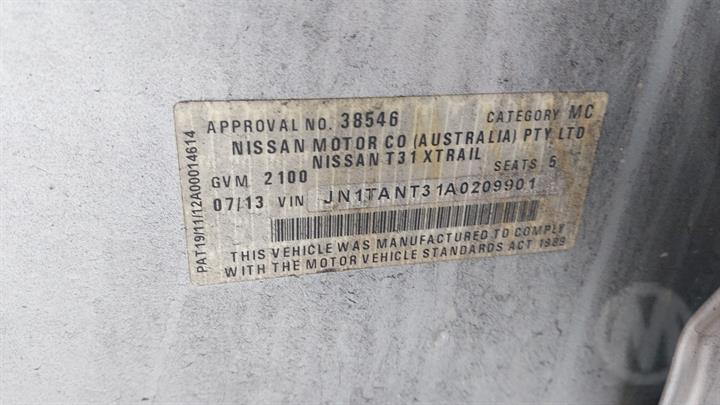 APPROVAL NO. 38546 CATEGORY MC
NISSAN MOTOR CO (AUSTRALIA) PTY LTD
NISSAN T31 XTRAIL
GVM 2100 SEATS 5
07/13 VIN JN1TANT31A0209901
THIS VEHICLE WAS MANUFACTURED TO COMPLY
WITH THE MOTOR VEHICLE STANDARDS ACT 1989
PAT19/11/12A00014614
M